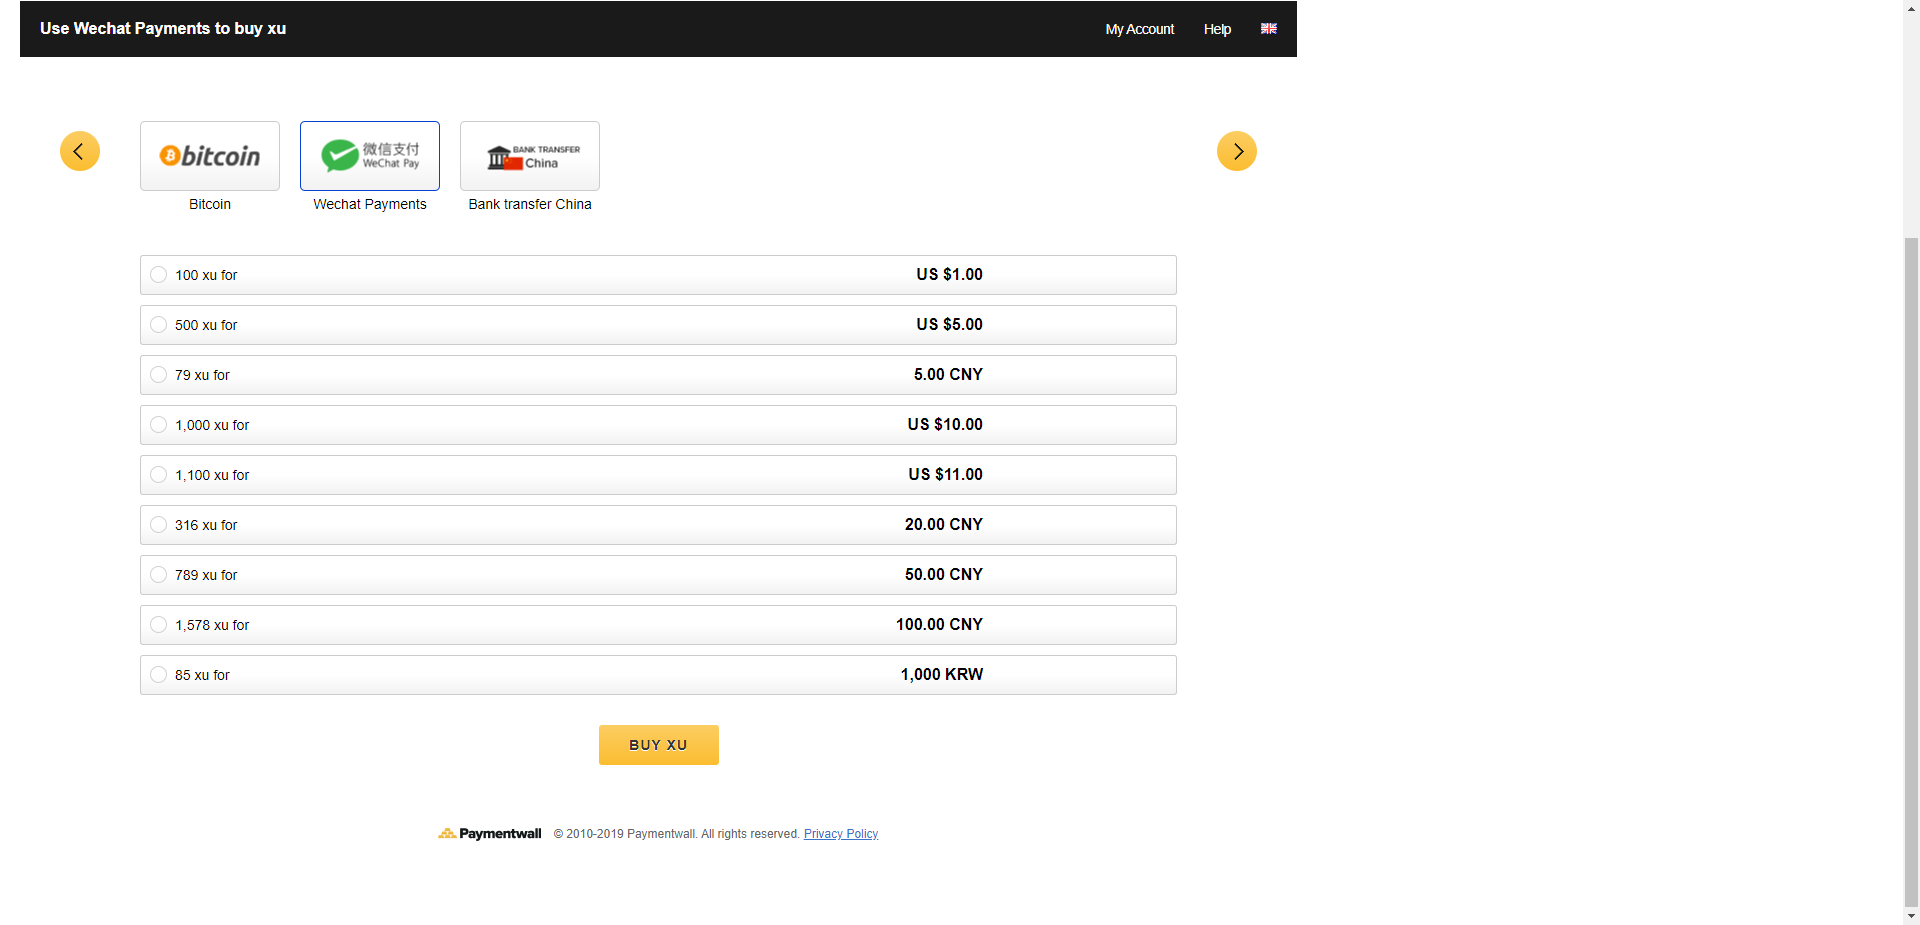 Use Wechat Payments to buy xu
My Account Help
bitcoin
微信支付
WeChat Pay
BANK TRANSFER
China
Bitcoin
Wechat Payments
Bank transfer China
100 xu for US $1.00
500 xu for US $5.00
79 xu for 5.00 CNY
1,000 xu for US $10.00
1,100 xu for US $11.00
316 xu for 20.00 CNY
789 xu for 50.00 CNY
1,578 xu for 100.00 CNY
85 xu for 1,000 KRW
BUY XU
Paymentwall © 2010-2019 Paymentwall. All rights reserved. Privacy Policy